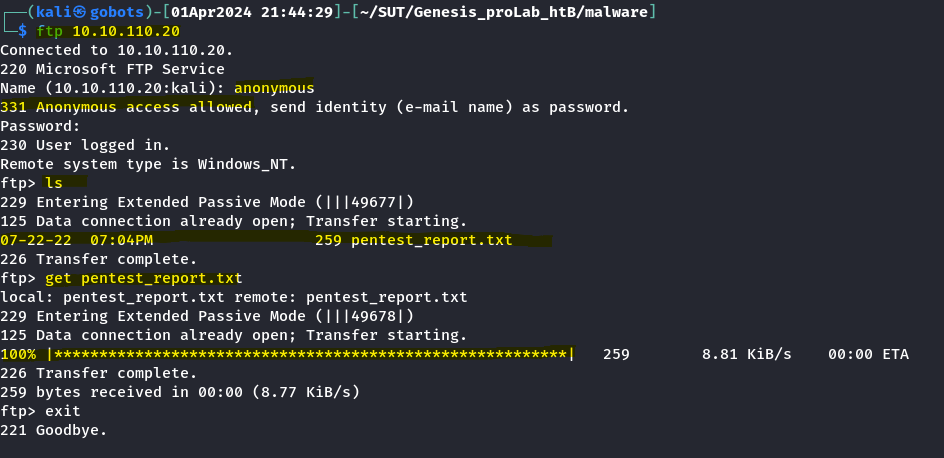 ┌──(kali㉿gobots)-[01Apr2024 21:44:29]-[~/SUT/Genesis_proLab_htB/malware]
└─$ ftp 10.10.110.20
Connected to 10.10.110.20.
220 Microsoft FTP Service
Name (10.10.110.20:kali): anonymous
331 Anonymous access allowed, send identity (e-mail name) as password.
Password:
230 User logged in.
Remote system type is Windows_NT.
ftp> ls
229 Entering Extended Passive Mode (|||49677|)
125 Data connection already open; Transfer starting.
07-22-22  07:04PM                  259 pentest_report.txt
226 Transfer complete.
ftp> get pentest_report.txt
local: pentest_report.txt remote: pentest_report.txt
229 Entering Extended Passive Mode (|||49678|)
125 Data connection already open; Transfer starting.
100% |*********************************************************|   259        8.81 KiB/s    00:00 ETA
226 Transfer complete.
259 bytes received in 00:00 (8.77 KiB/s)
ftp> exit
221 Goodbye.